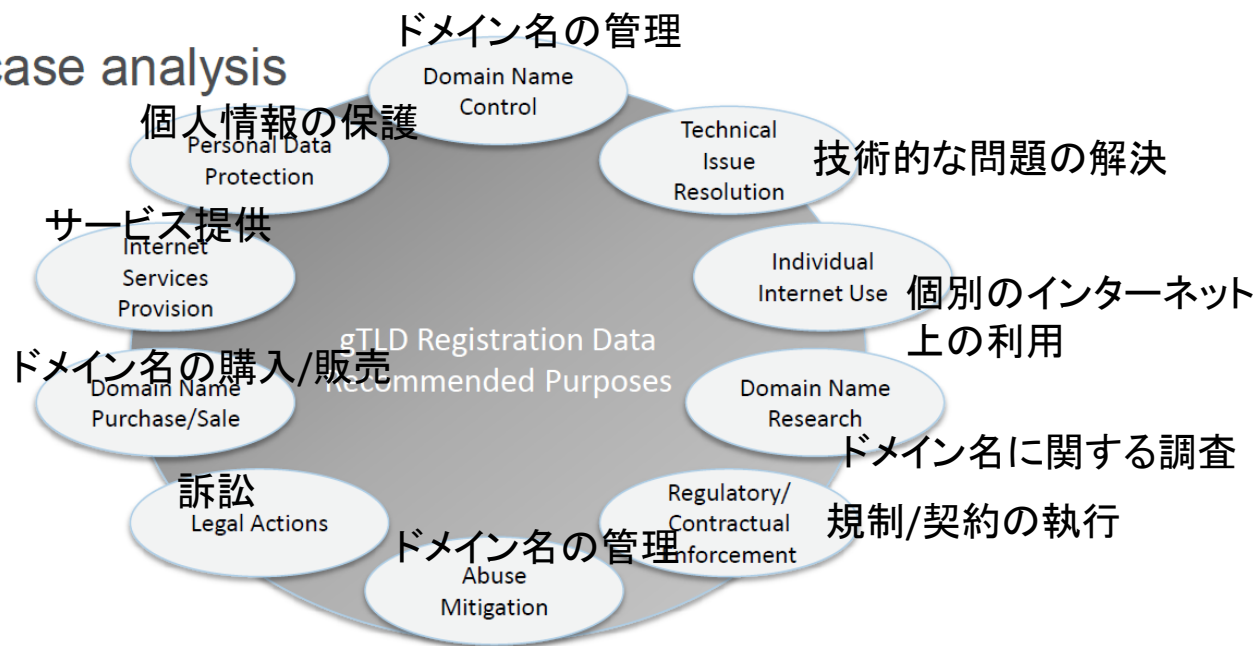 case analysis
ドメイン名の管理
Domain Name
Control
個人情報の保護
Personal Data
Protection
Technical
Issue
Resolution
技術的な問題の解決
サービス提供
Internet
Services
Provision
Individual
Internet Use
個別のインターネット
上の利用
gTLD Registration Data
Recommended Purposes
ドメイン名の購入/販売
Domain Name
Purchase/Sale
Domain Name
Research
ドメイン名に関する調査
訴訟
Legal Actions
Regulatory/
Contractual
Enforcement
規制/契約の執行
ドメイン名の管理
Abuse
Mitigation